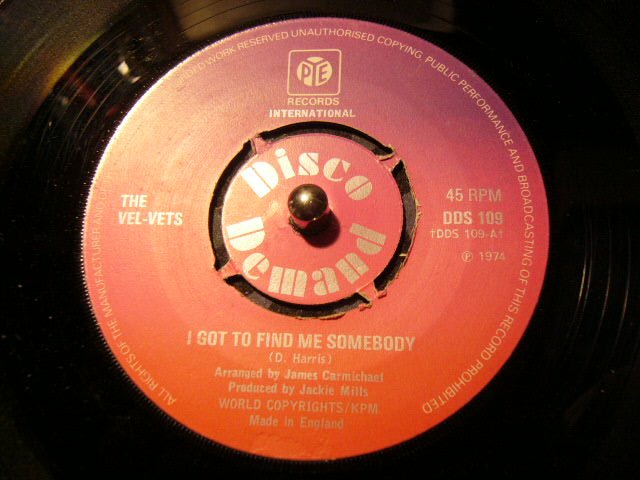 ALL RIGHTS OF THE MANUFACTURER AND OF THE
RDED WORK RESERVED UNAUTHORISED COPYING, PUBLIC PERFORMANCE AND BROADCASTING OF THIS RECORD PROHIBITED
PYE
RECORDS
INTERNATIONAL
Disco
Demand
THE
VEL-VETS
45 RPM
DDS 109
†DDS 109-A†
Ⓟ 1974
I GOT TO FIND ME SOMEBODY
(D. Harris)
Arranged by James Carmichael
Produced by Jackie Mills
WORLD COPYRIGHTS/KPM
Made in England